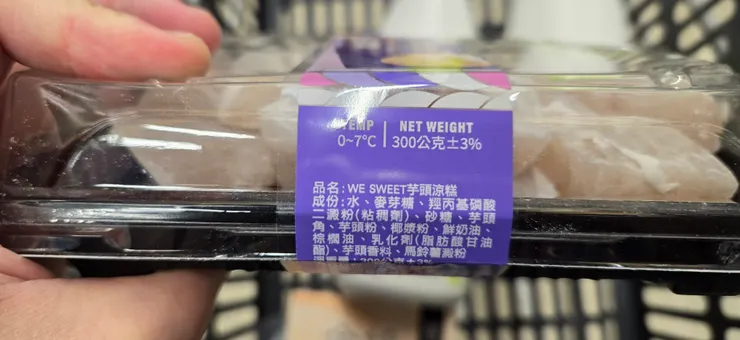 TEMP | NET WEIGHT
0~7℃ | 300公克±3%
品名:WE SWEET芋頭涼糕
成份:水、麥芽糖、羥丙基磷酸
二澱粉(粘稠劑)、砂糖、芋頭
角、芋頭粉、椰漿粉、鮮奶油、
棕櫚油、乳化劑(脂肪酸甘油
酯)、芋頭香料、馬鈴薯澱粉